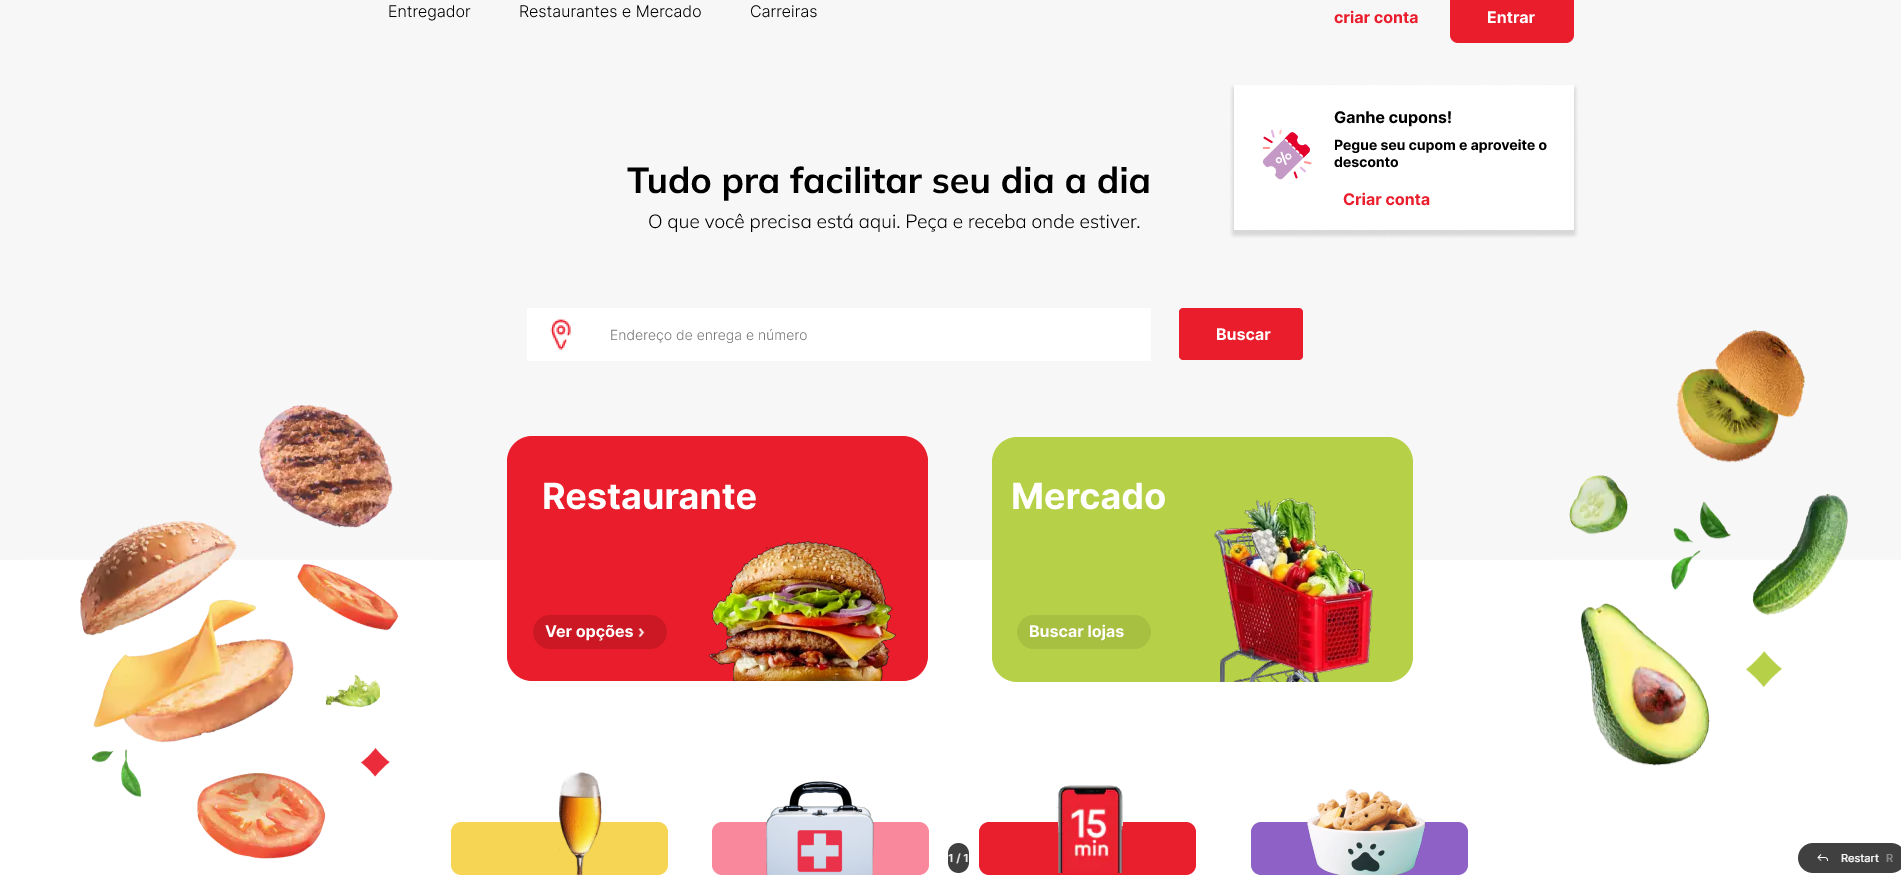 Entregador
Restaurantes e Mercado
Carreiras
criar conta
Entrar
Ganhe cupons!
Pegue seu cupom e aproveite o
desconto
Criar conta
%
Tudo pra facilitar seu dia a dia
O que você precisa está aqui. Peça e receba onde estiver.
Endereço de enrega e número
Buscar
Restaurante
Ver opções ›
Mercado
Buscar lojas
15
min
1 / 1
Restart R